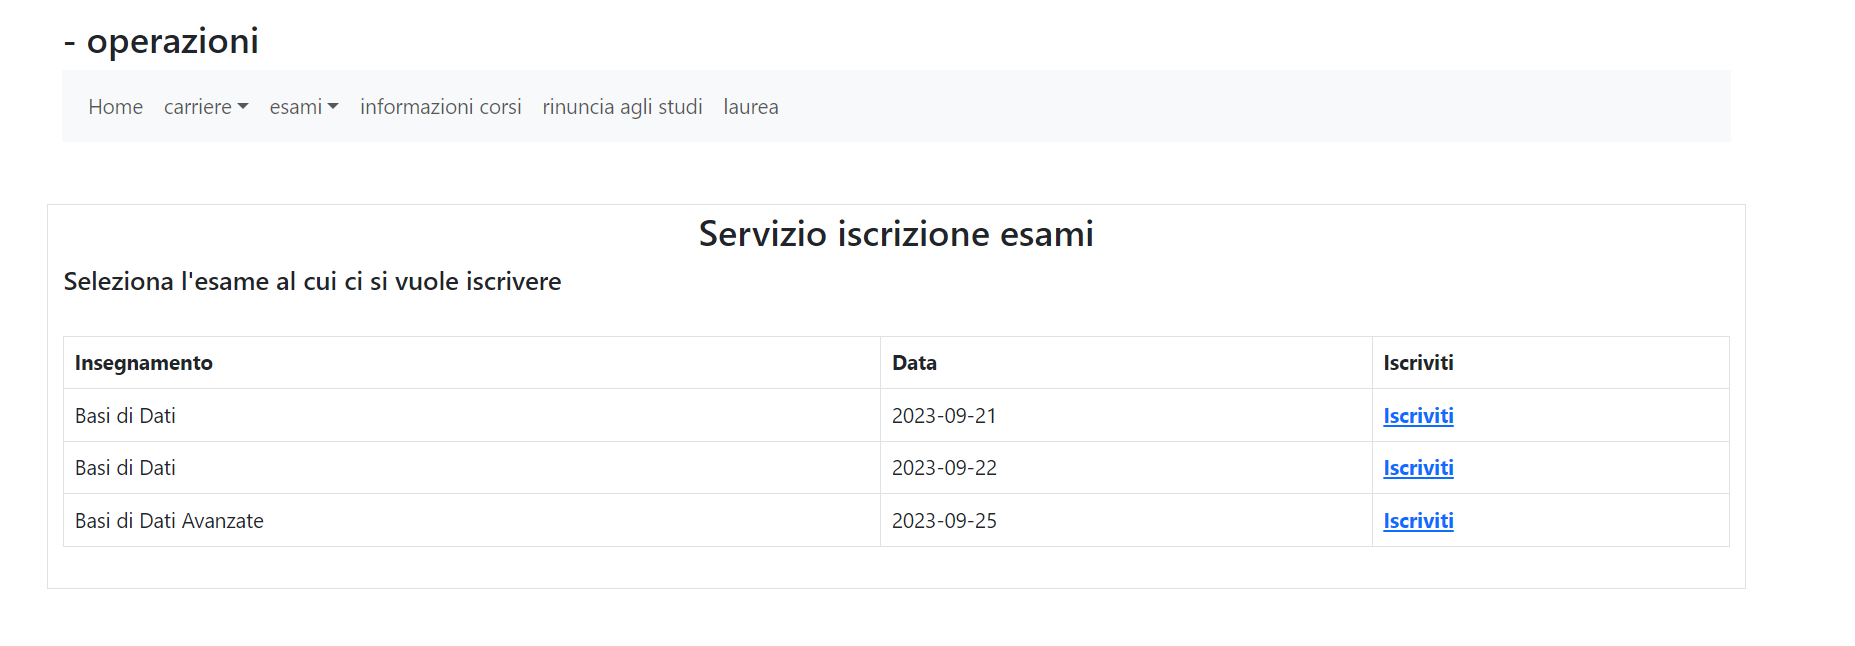 - operazioni
Home carriere esami informazioni corsi rinuncia agli studi laurea
Servizio iscrizione esami
Seleziona l'esame al cui ci si vuole iscrivere
Insegnamento Data Iscriviti
Basi di Dati 2023-09-21 Iscriviti
Basi di Dati 2023-09-22 Iscriviti
Basi di Dati Avanzate 2023-09-25 Iscriviti